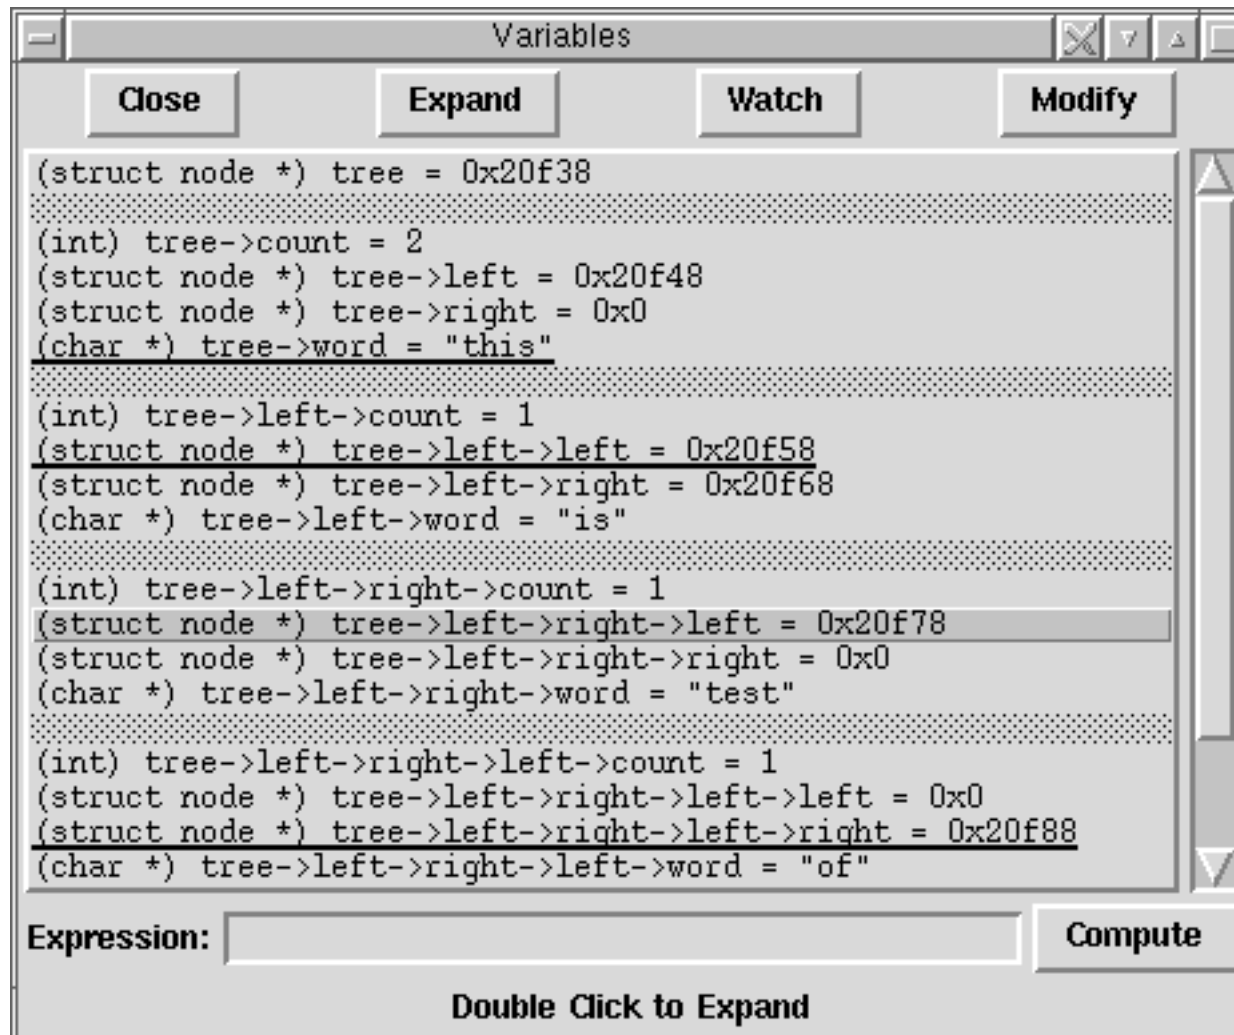 Variables
Close Expand Watch Modify
(struct node *) tree = 0x20f38
(int) tree->count = 2
(struct node *) tree->left = 0x20f48
(struct node *) tree->right = 0x0
(char *) tree->word = "this"
(int) tree->left->count = 1
(struct node *) tree->left->left = 0x20f58
(struct node *) tree->left->right = 0x20f68
(char *) tree->left->word = "is"
(int) tree->left->right->count = 1
(struct node *) tree->left->right->left = 0x20f78
(struct node *) tree->left->right->right = 0x0
(char *) tree->left->right->word = "test"
(int) tree->left->right->left->count = 1
(struct node *) tree->left->right->left->left = 0x0
(struct node *) tree->left->right->left->right = 0x20f88
(char *) tree->left->right->left->word = "of"
Expression: Compute
Double Click to Expand